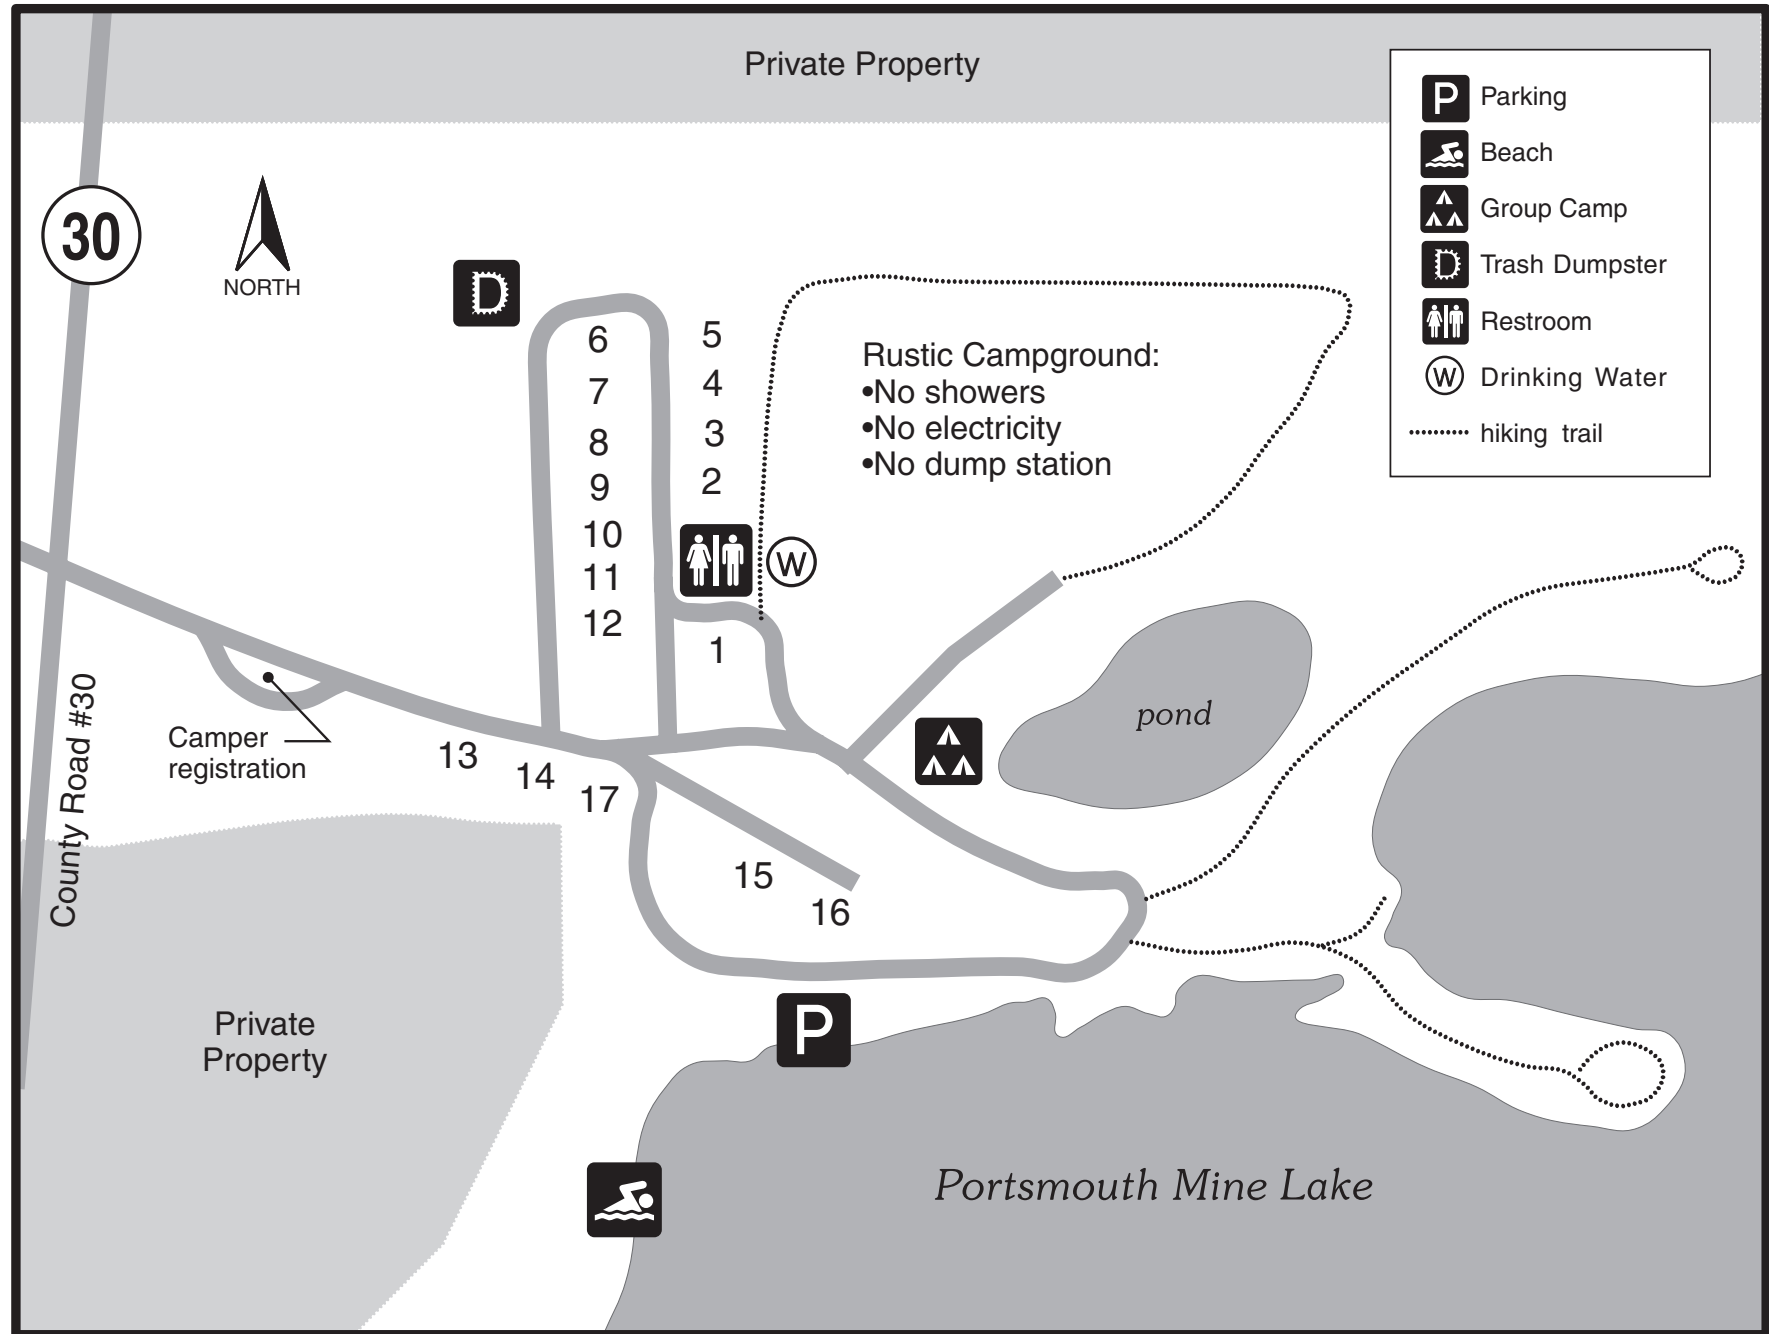 Private Property
P Parking
Beach
Group Camp
D Trash Dumpster
Restroom
W Drinking Water
hiking trail
30
NORTH
D
6
7
8
9
10
11
12
5
4
3
2
W
1
Rustic Campground:
•No showers
•No electricity
•No dump station
County Road #30
Camper
registration
13
14
17
15
16
pond
Private
Property
P
Portsmouth Mine Lake